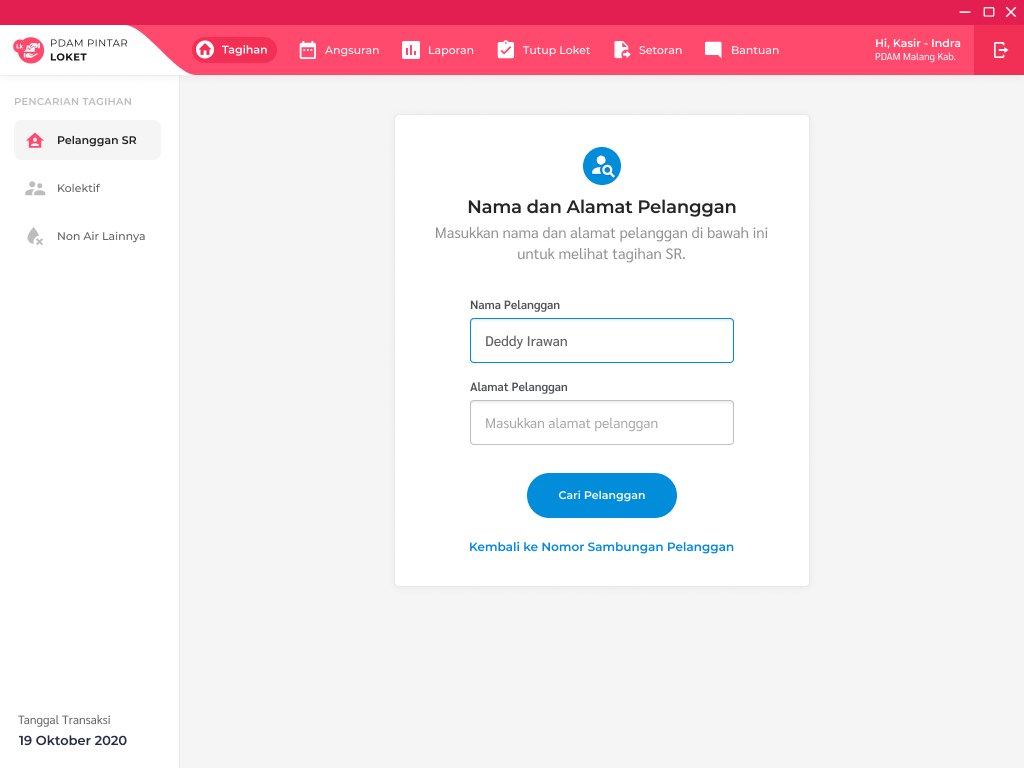 PDAM PINTAR
LOKET
Tagihan
Angsuran
Laporan
Tutup Loket
Setoran
Bantuan
Hi, Kasir - Indra
PDAM Malang Kab.
PENCARIAN TAGIHAN
Pelanggan SR
Kolektif
Non Air Lainnya
Nama dan Alamat Pelanggan
Masukkan nama dan alamat pelanggan di bawah ini
untuk melihat tagihan SR.
Nama Pelanggan
Deddy Irawan
Alamat Pelanggan
Masukkan alamat pelanggan
Cari Pelanggan
Kembali ke Nomor Sambungan Pelanggan
Tanggal Transaksi
19 Oktober 2020